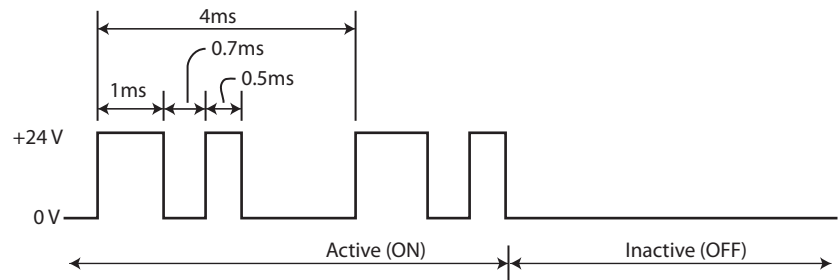 4ms
0.7ms
0.5ms
1ms
+24 V
0 V
Active (ON)
Inactive (OFF)